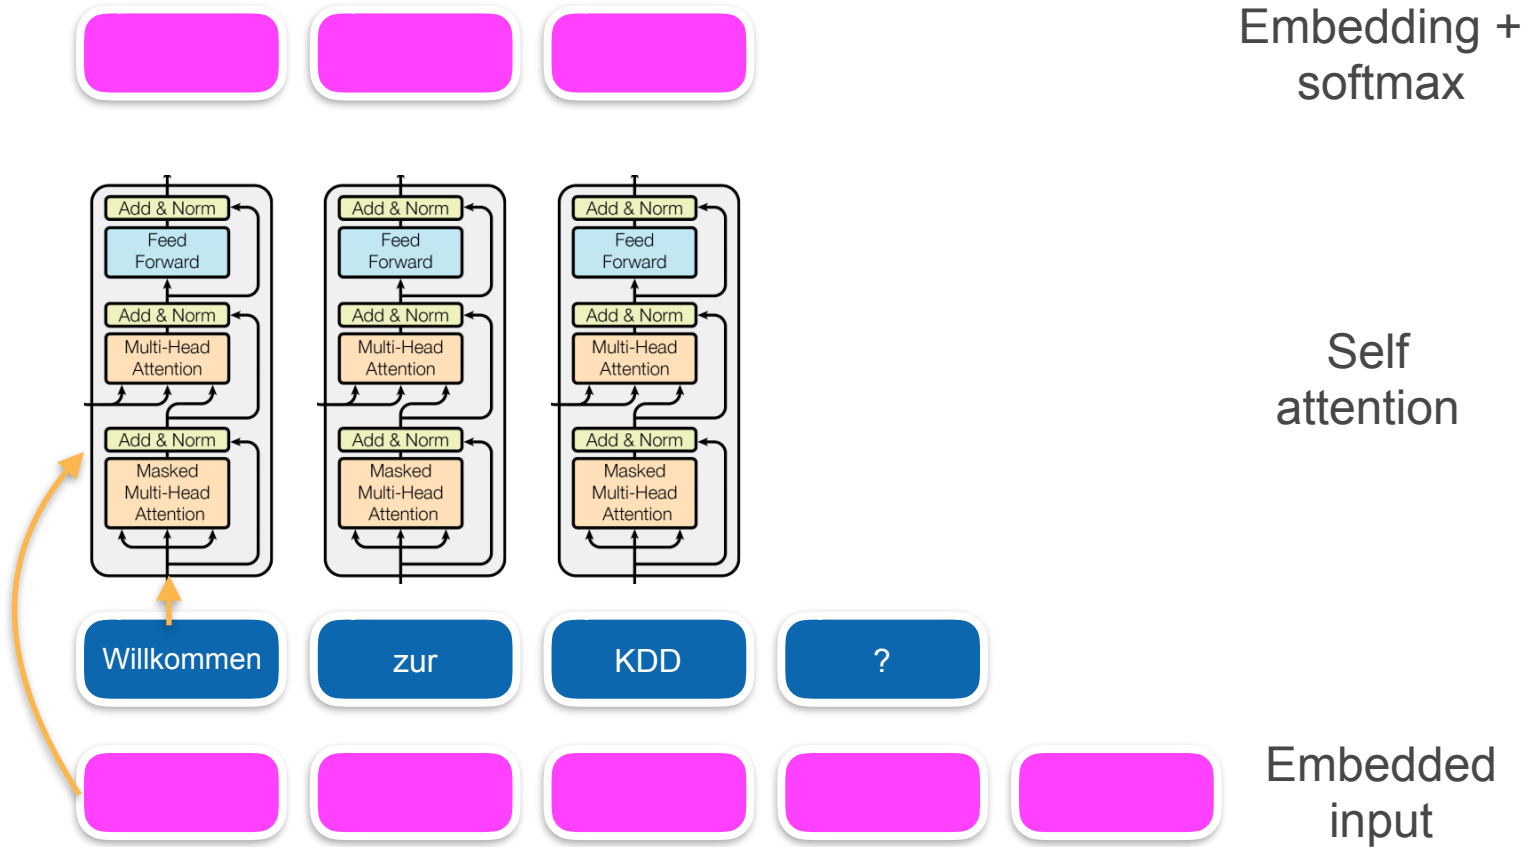 Embedding +
softmax
Add & Norm
Feed
Forward
Add & Norm
Multi-Head
Attention
Add & Norm
Masked
Multi-Head
Attention
Add & Norm
Feed
Forward
Add & Norm
Multi-Head
Attention
Add & Norm
Masked
Multi-Head
Attention
Add & Norm
Feed
Forward
Add & Norm
Multi-Head
Attention
Add & Norm
Masked
Multi-Head
Attention
Self
attention
Willkommen
zur
KDD
?
Embedded
input